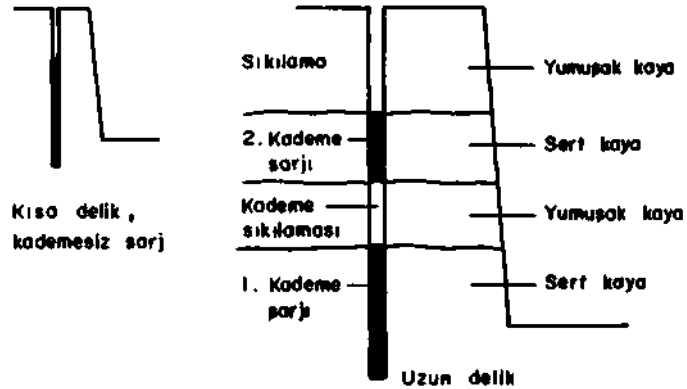 Kısa delik,
kademesiz şarj
Sıkılama
2. Kademe
şarjı
Kademe
sıkılaması
1. Kademe
şarjı
Yumuşak kaya
Sert kaya
Yumuşak kaya
Sert kaya
Uzun delik